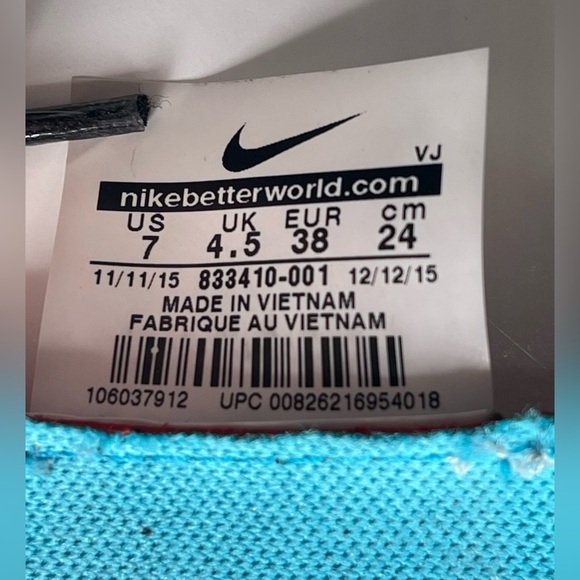 VJ
nikebetterworld.com
US UK EUR cm
7 4.5 38 24
11/11/15 833410-001 12/12/15
MADE IN VIETNAM
FABRIQUE AU VIETNAM
106037912 UPC 00826216954018